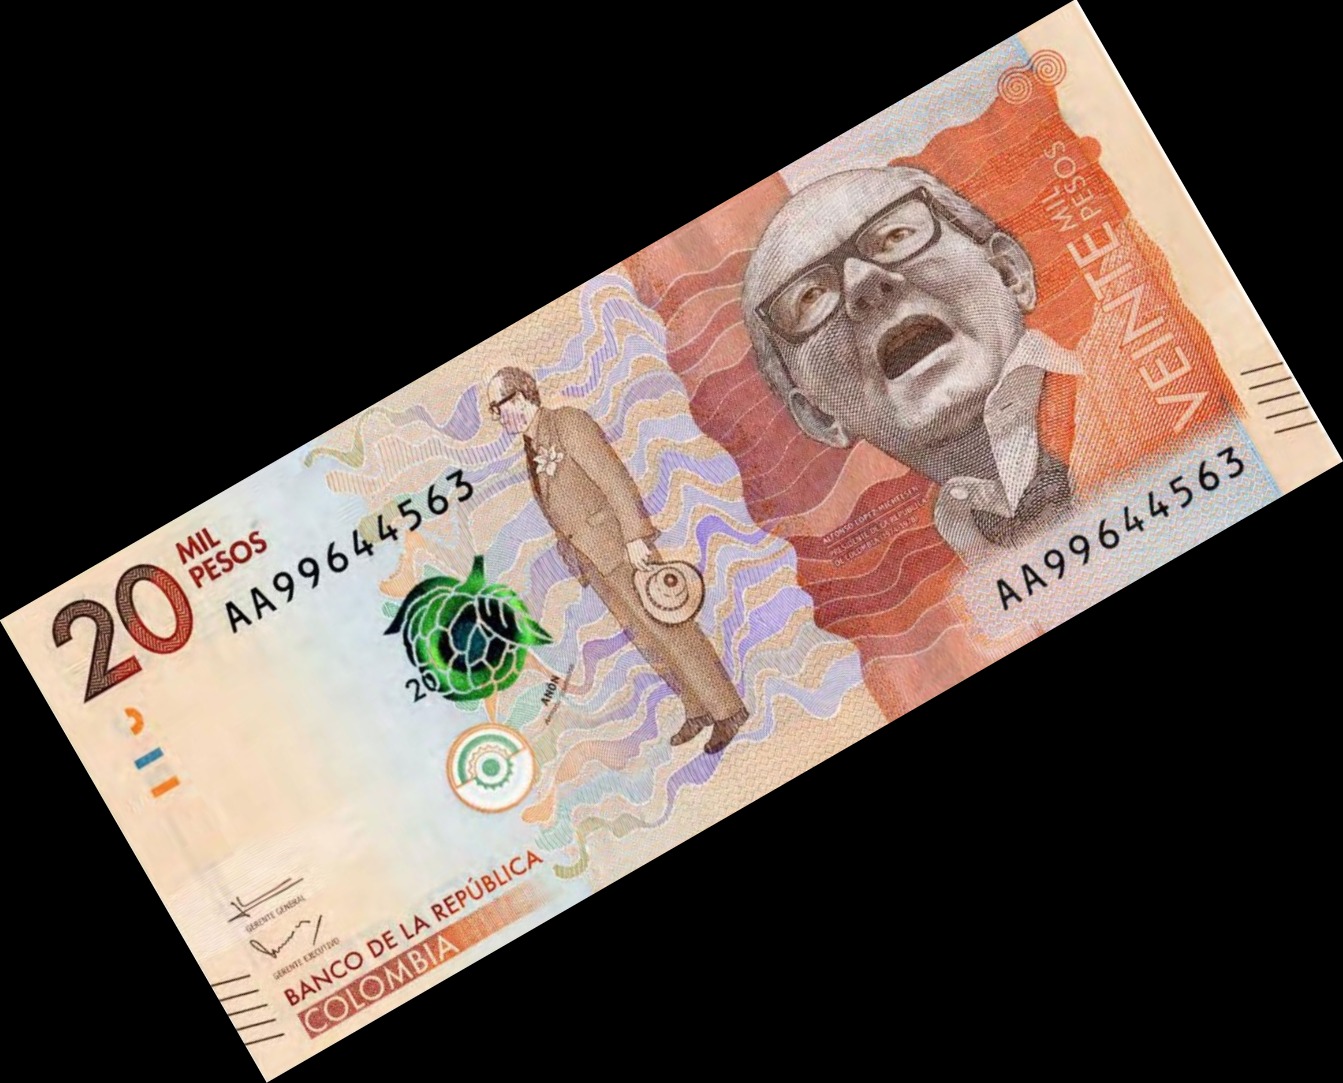 20 MIL
PESOS
AA99644563
VEINTE MIL
PESOS
20
ANÓN
ALFONSO LÓPEZ MICHELSEN
PRESIDENTE DE LA REPÚBLICA
DE COLOMBIA
AA99644563
GERENTE GENERAL
GERENTE EJECUTIVO
BANCO DE LA REPÚBLICA
COLOMBIA